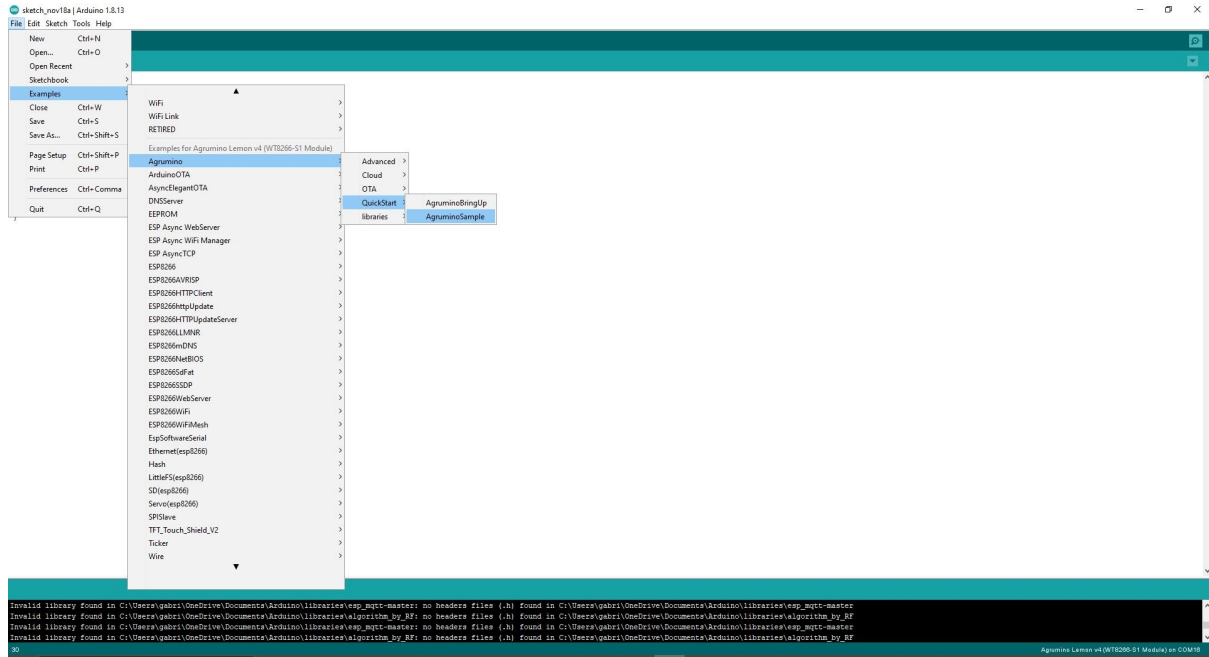 sketch_nov18a | Arduino 1.8.13
File Edit Sketch Tools Help
New Ctrl+N
Open... Ctrl+O
Open Recent
Sketchbook
Examples
Close Ctrl+W
Save Ctrl+S
Save As... Ctrl+Shift+S
Page Setup Ctrl+Shift+P
Print Ctrl+P
Preferences Ctrl+Comma
Quit Ctrl+Q
WiFi
WiFi Link
RETIRED
Examples for Agrumino Lemon v4 (WT8266-S1 Module)
Agrumino
ArduinoOTA
AsyncElegantOTA
DNSServer
EEPROM
ESP Async WebServer
ESP Async WiFi Manager
ESP AsyncTCP
ESP8266
ESP8266AVRISP
ESP8266HTTPClient
ESP8266httpUpdate
ESP8266HTTPUpdateServer
ESP8266LLMNR
ESP8266mDNS
ESP8266NetBIOS
ESP8266SdFat
ESP8266SSDP
ESP8266WebServer
ESP8266WiFi
ESP8266WiFiMesh
EspSoftwareSerial
Ethernet(esp8266)
Hash
LittleFS(esp8266)
SD(esp8266)
Servo(esp8266)
SPISlave
TFT_Touch_Shield_V2
Ticker
Wire
Advanced
Cloud
OTA
QuickStart
libraries
AgruminoBringUp
AgruminoSample
}
Invalid library found in C:\Users\gabri\OneDrive\Documents\Arduino\libraries\esp_mqtt-master: no headers files (.h) found in C:\Users\gabri\OneDrive\Documents\Arduino\libraries\esp_mqtt-master
Invalid library found in C:\Users\gabri\OneDrive\Documents\Arduino\libraries\algorithm_by_RF: no headers files (.h) found in C:\Users\gabri\OneDrive\Documents\Arduino\libraries\algorithm_by_RF
Invalid library found in C:\Users\gabri\OneDrive\Documents\Arduino\libraries\esp_mqtt-master: no headers files (.h) found in C:\Users\gabri\OneDrive\Documents\Arduino\libraries\esp_mqtt-master
Invalid library found in C:\Users\gabri\OneDrive\Documents\Arduino\libraries\algorithm_by_RF: no headers files (.h) found in C:\Users\gabri\OneDrive\Documents\Arduino\libraries\algorithm_by_RF
30 Agrumino Lemon v4 (WT8266-S1 Module) on COM16